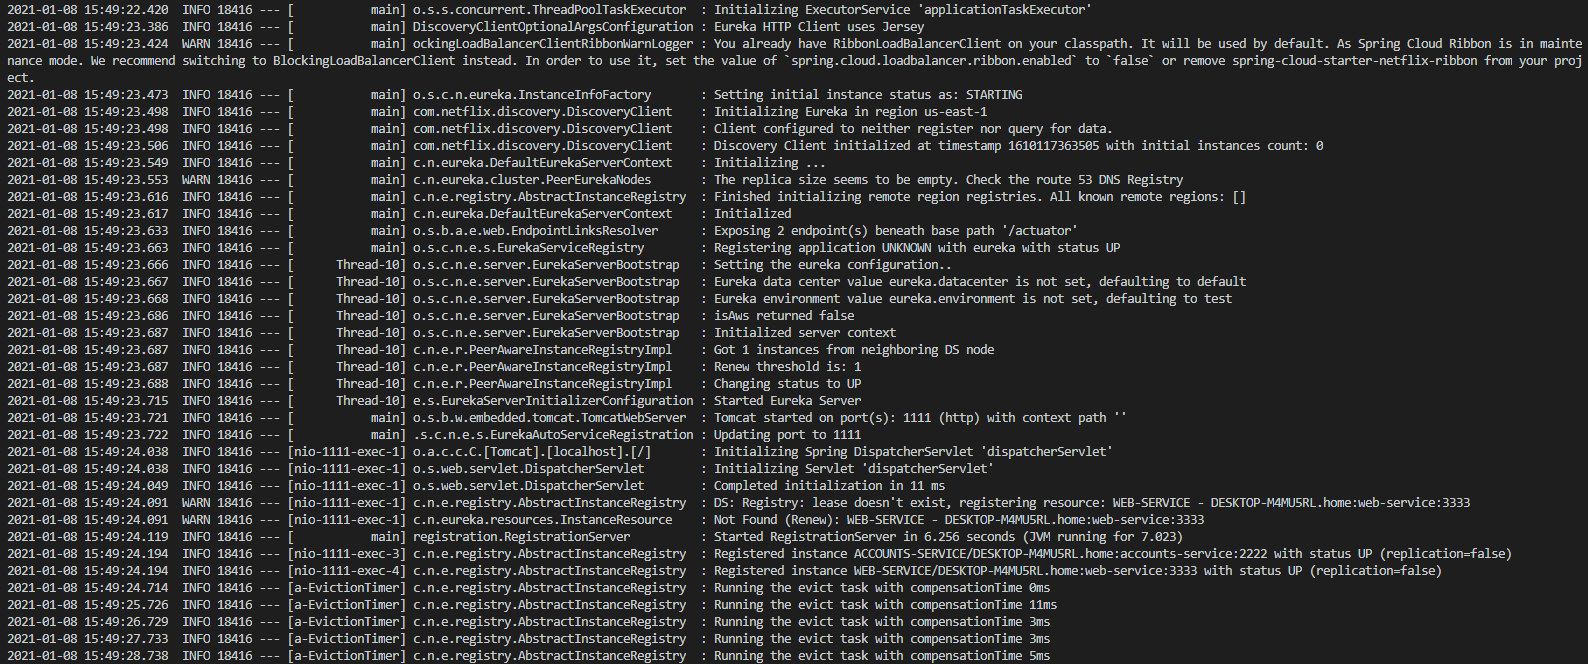 2021-01-08 15:49:22.420  INFO 18416 --- [           main] o.s.s.concurrent.ThreadPoolTaskExecutor  : Initializing ExecutorService 'applicationTaskExecutor'
2021-01-08 15:49:23.386  INFO 18416 --- [           main] DiscoveryClientOptionalArgsConfiguration : Eureka HTTP Client uses Jersey
2021-01-08 15:49:23.424  WARN 18416 --- [           main] ockingLoadBalancerClientRibbonWarnLogger : You already have RibbonLoadBalancerClient on your classpath. It will be used by default. As Spring Cloud Ribbon is in mainte
nance mode. We recommend switching to BlockingLoadBalancerClient instead. In order to use it, set the value of `spring.cloud.loadbalancer.ribbon.enabled` to `false` or remove spring-cloud-starter-netflix-ribbon from your proj
ect.
2021-01-08 15:49:23.473  INFO 18416 --- [           main] o.s.c.n.eureka.InstanceInfoFactory       : Setting initial instance status as: STARTING
2021-01-08 15:49:23.498  INFO 18416 --- [           main] com.netflix.discovery.DiscoveryClient    : Initializing Eureka in region us-east-1
2021-01-08 15:49:23.498  INFO 18416 --- [           main] com.netflix.discovery.DiscoveryClient    : Client configured to neither register nor query for data.
2021-01-08 15:49:23.506  INFO 18416 --- [           main] com.netflix.discovery.DiscoveryClient    : Discovery Client initialized at timestamp 1610117363505 with initial instances count: 0
2021-01-08 15:49:23.549  INFO 18416 --- [           main] c.n.eureka.DefaultEurekaServerContext    : Initializing ...
2021-01-08 15:49:23.553  WARN 18416 --- [           main] c.n.eureka.cluster.PeerEurekaNodes       : The replica size seems to be empty. Check the route 53 DNS Registry
2021-01-08 15:49:23.616  INFO 18416 --- [           main] c.n.e.registry.AbstractInstanceRegistry  : Finished initializing remote region registries. All known remote regions: []
2021-01-08 15:49:23.617  INFO 18416 --- [           main] c.n.eureka.DefaultEurekaServerContext    : Initialized
2021-01-08 15:49:23.633  INFO 18416 --- [           main] o.s.b.a.e.web.EndpointLinksResolver      : Exposing 2 endpoint(s) beneath base path '/actuator'
2021-01-08 15:49:23.663  INFO 18416 --- [           main] o.s.c.n.e.s.EurekaServiceRegistry        : Registering application UNKNOWN with eureka with status UP
2021-01-08 15:49:23.666  INFO 18416 --- [      Thread-10] o.s.c.n.e.server.EurekaServerBootstrap   : Setting the eureka configuration..
2021-01-08 15:49:23.667  INFO 18416 --- [      Thread-10] o.s.c.n.e.server.EurekaServerBootstrap   : Eureka data center value eureka.datacenter is not set, defaulting to default
2021-01-08 15:49:23.668  INFO 18416 --- [      Thread-10] o.s.c.n.e.server.EurekaServerBootstrap   : Eureka environment value eureka.environment is not set, defaulting to test
2021-01-08 15:49:23.686  INFO 18416 --- [      Thread-10] o.s.c.n.e.server.EurekaServerBootstrap   : isAws returned false
2021-01-08 15:49:23.687  INFO 18416 --- [      Thread-10] o.s.c.n.e.server.EurekaServerBootstrap   : Initialized server context
2021-01-08 15:49:23.687  INFO 18416 --- [      Thread-10] c.n.e.r.PeerAwareInstanceRegistryImpl    : Got 1 instances from neighboring DS node
2021-01-08 15:49:23.687  INFO 18416 --- [      Thread-10] c.n.e.r.PeerAwareInstanceRegistryImpl    : Renew threshold is: 1
2021-01-08 15:49:23.688  INFO 18416 --- [      Thread-10] c.n.e.r.PeerAwareInstanceRegistryImpl    : Changing status to UP
2021-01-08 15:49:23.715  INFO 18416 --- [      Thread-10] e.s.EurekaServerInitializerConfiguration : Started Eureka Server
2021-01-08 15:49:23.721  INFO 18416 --- [           main] o.s.b.w.embedded.tomcat.TomcatWebServer  : Tomcat started on port(s): 1111 (http) with context path ''
2021-01-08 15:49:23.722  INFO 18416 --- [           main] .s.c.n.e.s.EurekaAutoServiceRegistration : Updating port to 1111
2021-01-08 15:49:24.038  INFO 18416 --- [nio-1111-exec-1] o.a.c.c.C.[Tomcat].[localhost].[/]       : Initializing Spring DispatcherServlet 'dispatcherServlet'
2021-01-08 15:49:24.038  INFO 18416 --- [nio-1111-exec-1] o.s.web.servlet.DispatcherServlet        : Initializing Servlet 'dispatcherServlet'
2021-01-08 15:49:24.049  INFO 18416 --- [nio-1111-exec-1] o.s.web.servlet.DispatcherServlet        : Completed initialization in 11 ms
2021-01-08 15:49:24.091  WARN 18416 --- [nio-1111-exec-1] c.n.e.registry.AbstractInstanceRegistry  : DS: Registry: lease doesn't exist, registering resource: WEB-SERVICE - DESKTOP-M4MU5RL.home:web-service:3333
2021-01-08 15:49:24.091  WARN 18416 --- [nio-1111-exec-1] c.n.eureka.resources.InstanceResource    : Not Found (Renew): WEB-SERVICE - DESKTOP-M4MU5RL.home:web-service:3333
2021-01-08 15:49:24.119  INFO 18416 --- [           main] registration.RegistrationServer          : Started RegistrationServer in 6.256 seconds (JVM running for 7.023)
2021-01-08 15:49:24.194  INFO 18416 --- [nio-1111-exec-3] c.n.e.registry.AbstractInstanceRegistry  : Registered instance ACCOUNTS-SERVICE/DESKTOP-M4MU5RL.home:accounts-service:2222 with status UP (replication=false)
2021-01-08 15:49:24.194  INFO 18416 --- [nio-1111-exec-4] c.n.e.registry.AbstractInstanceRegistry  : Registered instance WEB-SERVICE/DESKTOP-M4MU5RL.home:web-service:3333 with status UP (replication=false)
2021-01-08 15:49:24.714  INFO 18416 --- [a-EvictionTimer] c.n.e.registry.AbstractInstanceRegistry  : Running the evict task with compensationTime 0ms
2021-01-08 15:49:25.726  INFO 18416 --- [a-EvictionTimer] c.n.e.registry.AbstractInstanceRegistry  : Running the evict task with compensationTime 11ms
2021-01-08 15:49:26.729  INFO 18416 --- [a-EvictionTimer] c.n.e.registry.AbstractInstanceRegistry  : Running the evict task with compensationTime 3ms
2021-01-08 15:49:27.733  INFO 18416 --- [a-EvictionTimer] c.n.e.registry.AbstractInstanceRegistry  : Running the evict task with compensationTime 3ms
2021-01-08 15:49:28.738  INFO 18416 --- [a-EvictionTimer] c.n.e.registry.AbstractInstanceRegistry  : Running the evict task with compensationTime 5ms